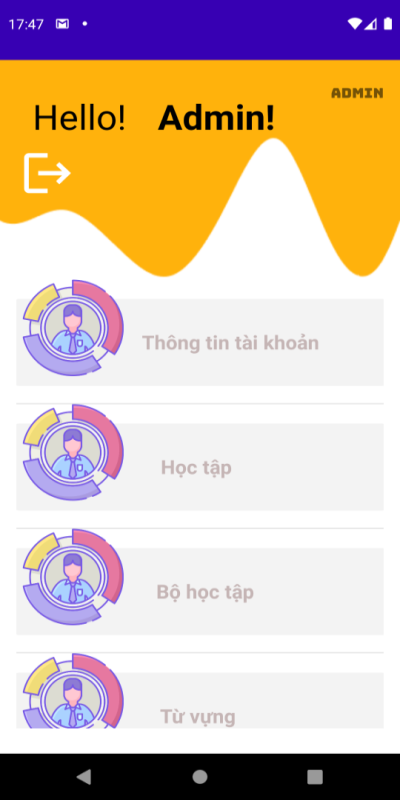 17:47
ADMIN
Hello! Admin!
Thông tin tài khoản
Học tập
Bộ học tập
Từ vựng